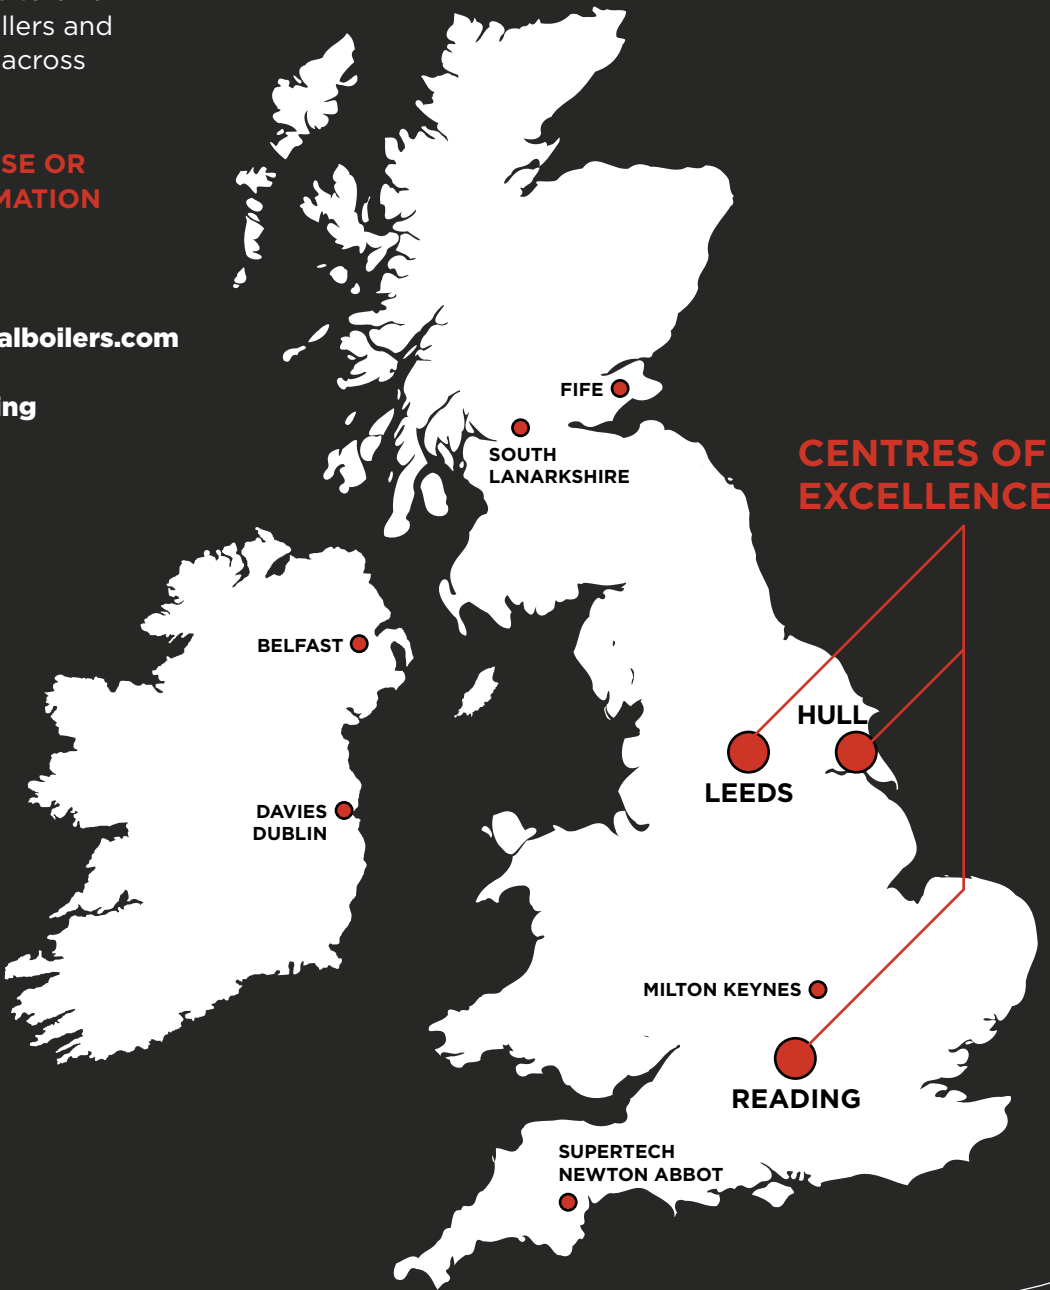 llers and
across
SE OR
MATION
alboilers.com
ing
FIFE
SOUTH
LANARKSHIRE
CENTRES OF
EXCELLENCE
BELFAST
HULL
LEEDS
DAVIES
DUBLIN
MILTON KEYNES
READING
SUPERTECH
NEWTON ABBOT